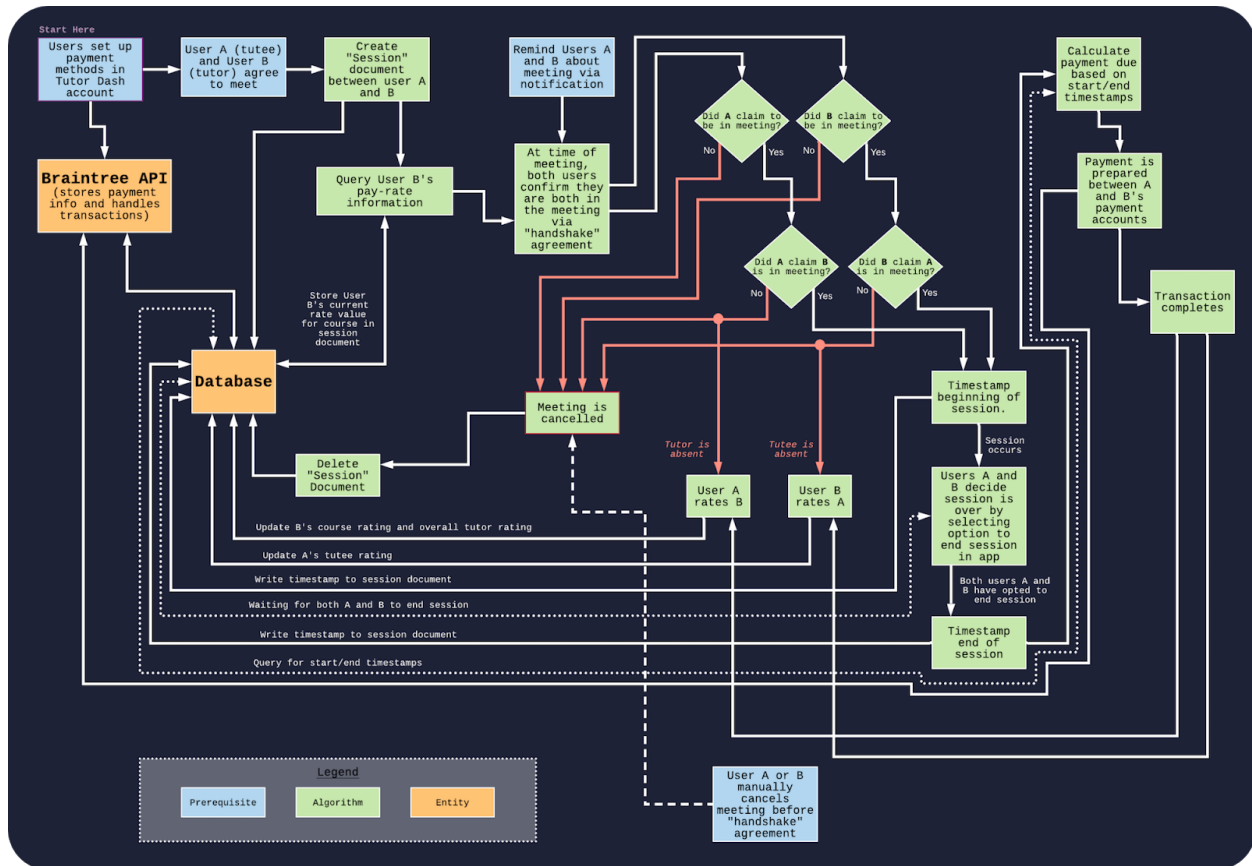 Start Here
Users set up
payment
methods in
Tutor Dash
account
User A (tutee)
and User B
(tutor) agree
to meet
Create
"Session"
document
between user A
and B
Remind Users A
and B about
meeting via
notification
Calculate
payment due
based on
start/end
timestamps
Did A claim to
be in meeting?
Did B claim to
be in meeting?
No
Yes
No
Yes
Braintree API
(stores payment
info and handles
transactions)
Query User B's
pay-rate
information
At time of
meeting,
both users
confirm they
are both in
the meeting
via
"handshake"
agreement
Payment is
prepared
between A
and B's
payment
accounts
Did A claim B
is in meeting?
Did B claim A
is in meeting?
No
Yes
No
Yes
Transaction
completes
Store User
B's current
rate value
for course in
session
document
Database
Meeting is
cancelled
Timestamp
beginning of
session.
Session
occurs
Tutor is
absent
Tutee is
absent
Delete
"Session"
Document
User A
rates B
User B
rates A
Users A and
B decide
session is
over by
selecting
option to
end session
in app
Update B's course rating and overall tutor rating
Update A's tutee rating
Write timestamp to session document
Both users A and
B have opted to
end session
Waiting for both A and B to end session
Write timestamp to session document
Timestamp
end of
session
Query for start/end timestamps
Legend
Prerequisite
Algorithm
Entity
User A or B
manually
cancels
meeting before
"handshake"
agreement